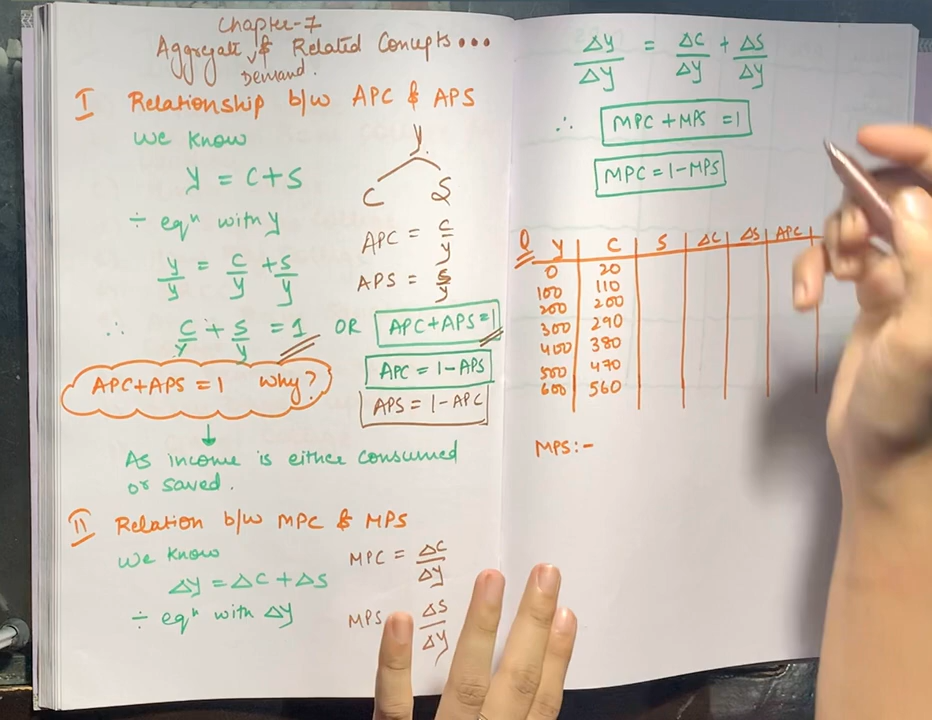 Chapter-7
Aggregate & Related Concepts...
Demand.
I Relationship b/w APC & APS
We know
y = C+S
÷ eqⁿ with y
y/y = C/y + S/y
∴ C/y + S/y = 1 OR APC+APS=1
APC+APS = 1 why?
APC = 1-APS
APS = 1-APC
As income is either consumed
or saved.
y
C S
APC = C/y
APS = S/y
II Relation b/w MPC & MPS
We know
Δy = ΔC + ΔS
÷ eqⁿ with Δy
MPC = ΔC/Δy
MPS ΔS/Δy
Δy/Δy = ΔC/Δy + ΔS/Δy
∴ MPC + MPS = 1
MPC = 1-MPS
Q y C S ΔC ΔS APC
0 20
100 110
200 200
300 290
400 380
500 470
600 560
MPS:-